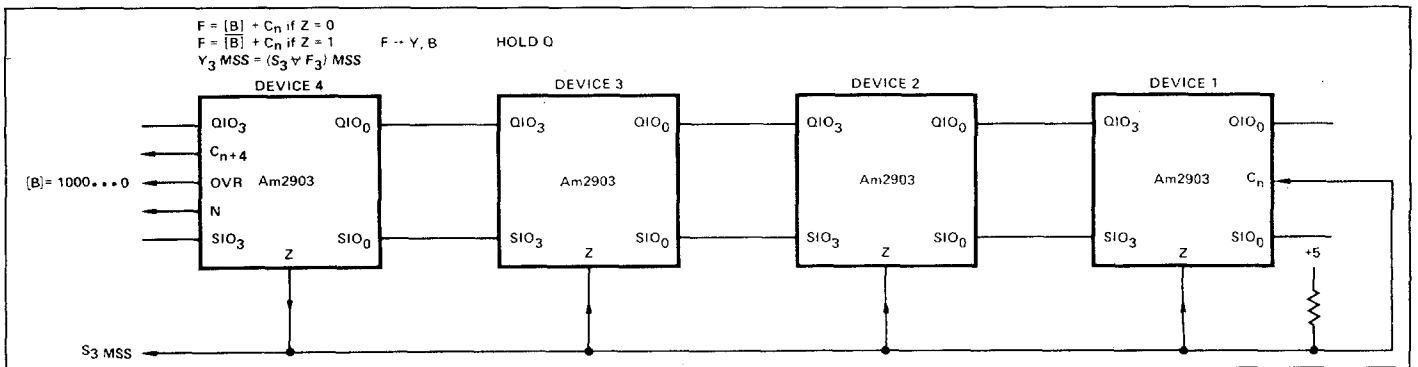 F = [B] + Cn if Z = 0
F = [B̅] + Cn if Z = 1 F → Y, B HOLD Q
Y3 MSS = (S3 ∀ F3) MSS
DEVICE 4 DEVICE 3 DEVICE 2 DEVICE 1
QIO3 QIO0 QIO3 QIO0 QIO3 QIO0 QIO3 QIO0
Cn+4
Cn
[B] = 1000...0 OVR Am2903 Am2903 Am2903 Am2903
N
SIO3 SIO0 SIO3 SIO0 SIO3 SIO0 SIO3 SIO0
Z Z Z Z +5
S3 MSS